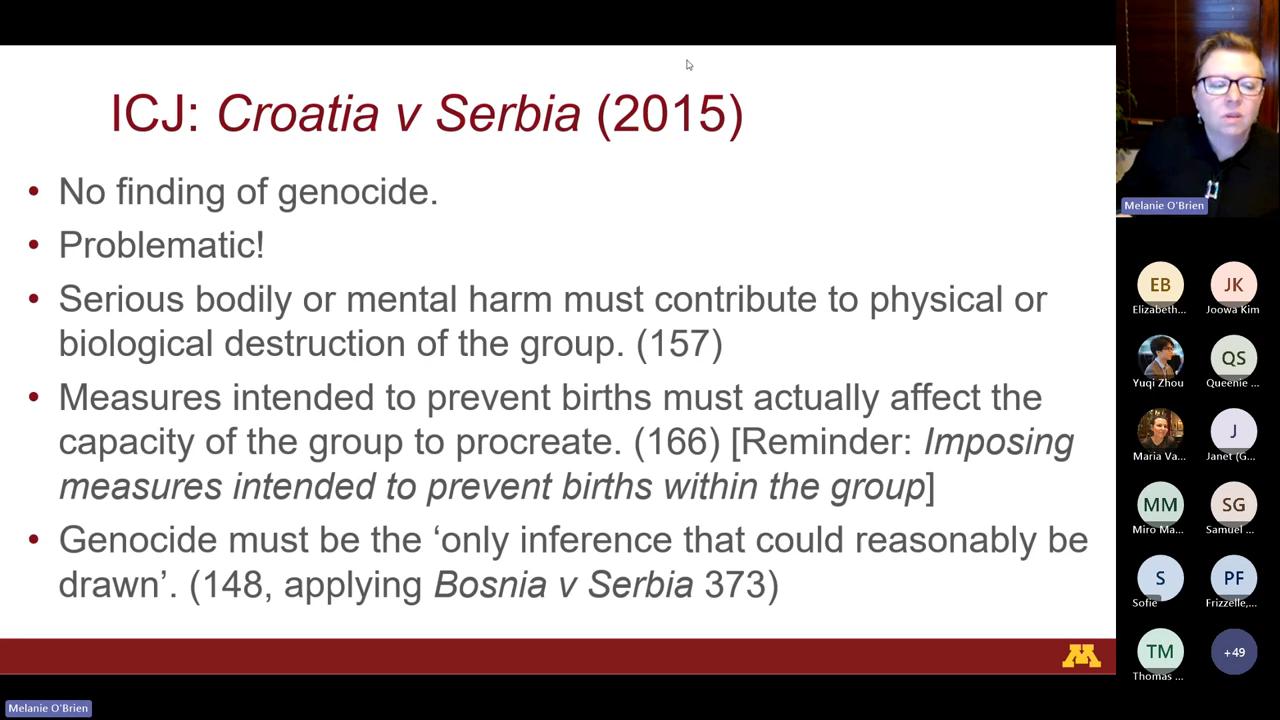 ICJ: Croatia v Serbia (2015)
• No finding of genocide.
• Problematic!
• Serious bodily or mental harm must contribute to physical or
biological destruction of the group. (157)
• Measures intended to prevent births must actually affect the
capacity of the group to procreate. (166) [Reminder: Imposing
measures intended to prevent births within the group]
• Genocide must be the ‘only inference that could reasonably be
drawn’. (148, applying Bosnia v Serbia 373)
M
Melanie O'Brien
Melanie O'Brien
EB
Elizabeth...
JK
Joowa Kim
Yuqi Zhou
QS
Queenie ...
Maria Va...
J
Janet (G...
MM
Miro Ma...
SG
Samuel ...
S
Sofie
PF
Frizzelle,...
TM
Thomas ...
+49